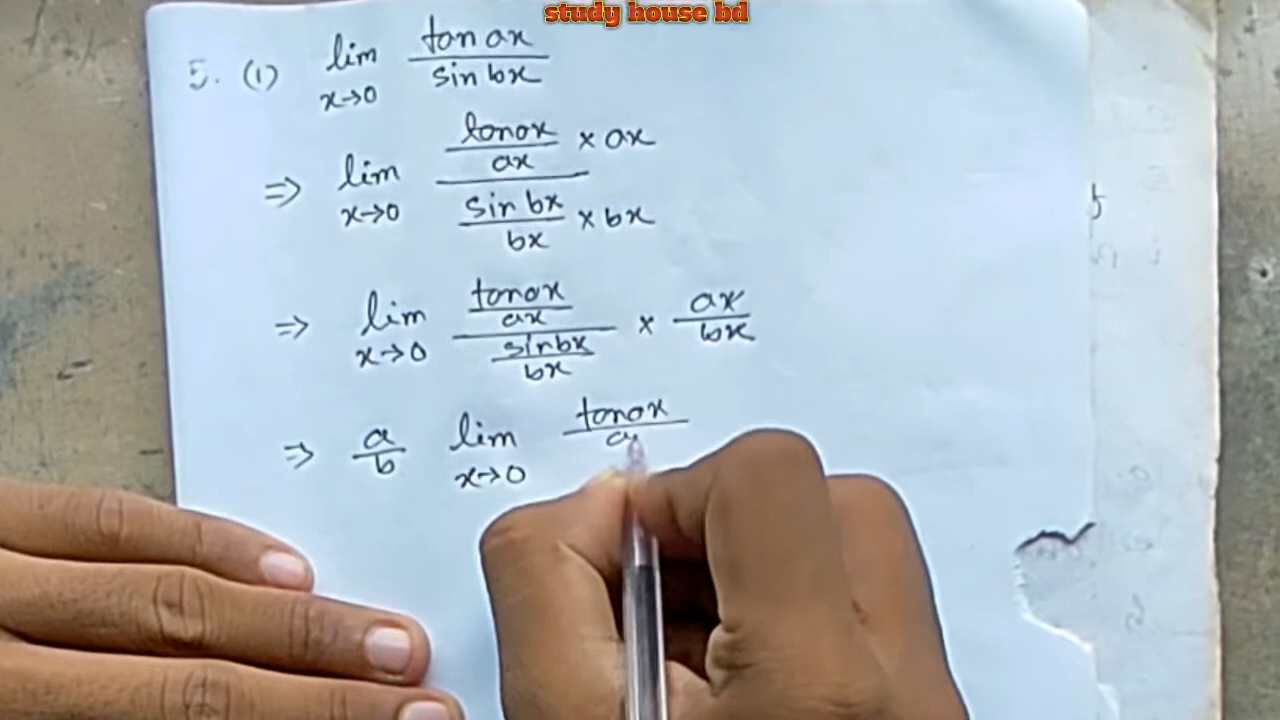 study house bd
5. (1) lim x→0 tan ax / sin bx
⇒ lim x→0 (tan ax / ax × ax) / (sin bx / bx × bx)
⇒ lim x→0 (tan ax / ax) / (sin bx / bx) × ax / bx
⇒ a/b lim x→0 tan ax / a